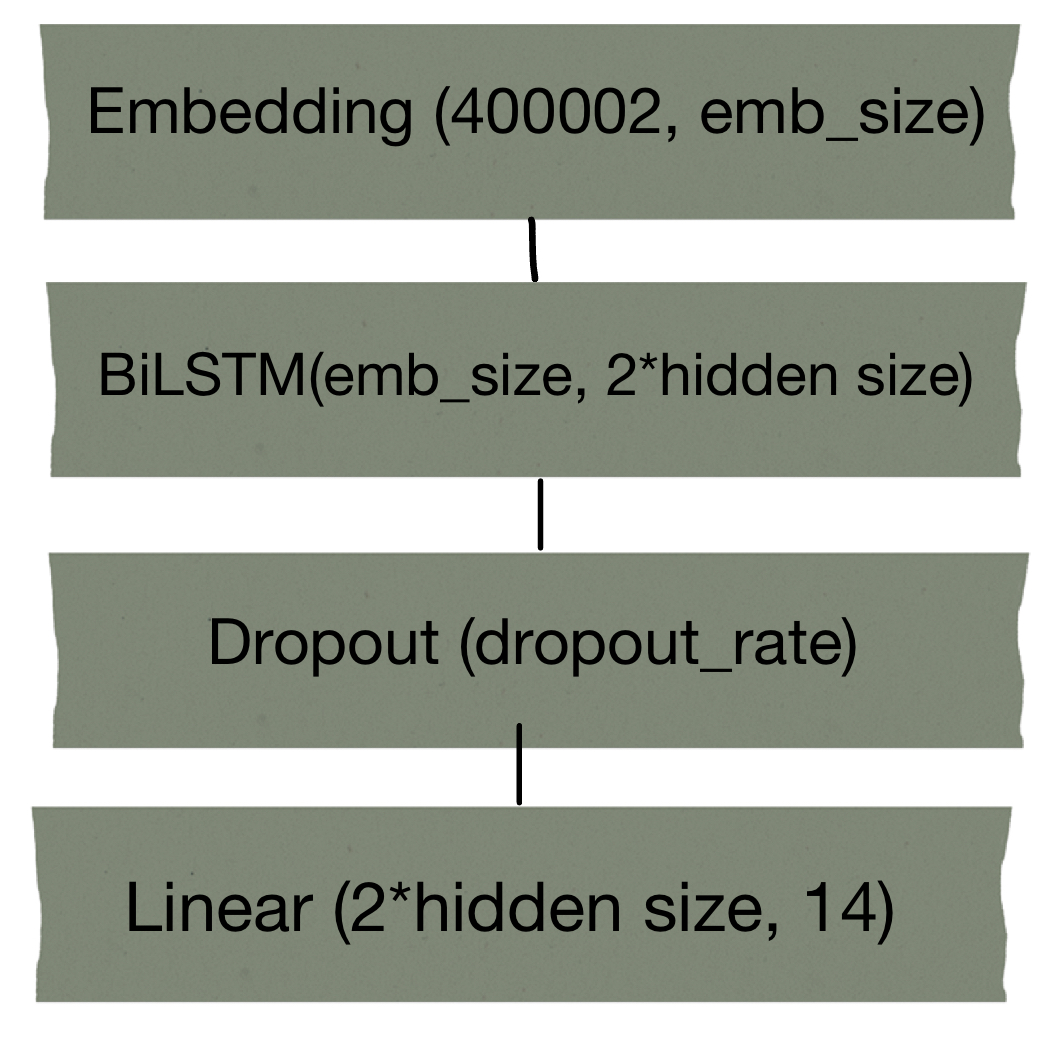 Embedding (400002, emb_size)
BiLSTM(emb_size, 2*hidden size)
Dropout (dropout_rate)
Linear (2*hidden size, 14)